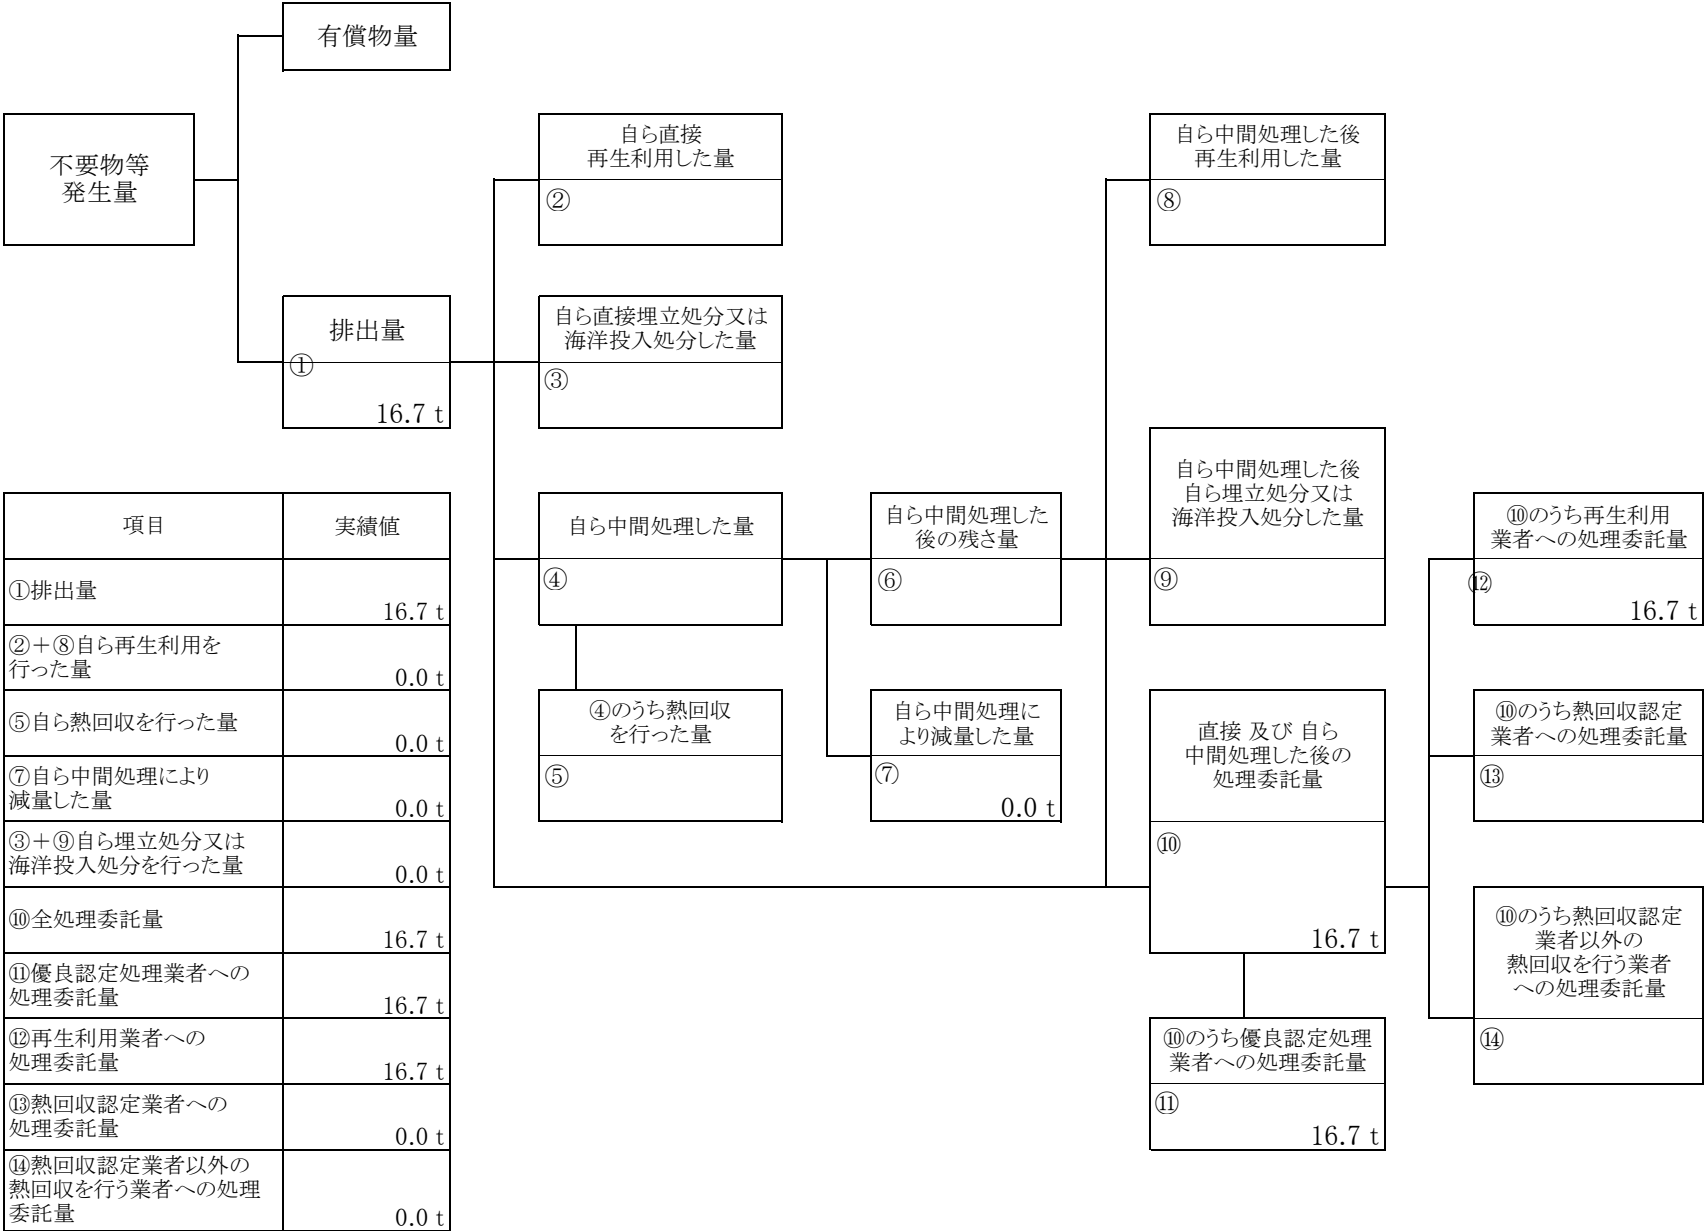 有償物量
不要物等
発生量
自ら直接
再生利用した量
②
自ら中間処理した後
再生利用した量
⑧
排出量
①
16.7 t
自ら直接埋立処分又は
海洋投入処分した量
③
自ら中間処理した量
④
自ら中間処理した
後の残さ量
⑥
自ら中間処理した後
自ら埋立処分又は
海洋投入処分した量
⑨
⑩のうち再生利用
業者への処理委託量
⑫
16.7 t
④のうち熱回収
を行った量
⑤
自ら中間処理に
より減量した量
⑦
0.0 t
直接 及び 自ら
中間処理した後の
処理委託量
⑩
16.7 t
⑩のうち熱回収認定
業者への処理委託量
⑬
⑩のうち熱回収認定
業者以外の
熱回収を行う業者
への処理委託量
⑭
⑩のうち優良認定処理
業者への処理委託量
⑪
16.7 t
項目 実績値
①排出量
16.7 t
②＋⑧自ら再生利用を
行った量
0.0 t
⑤自ら熱回収を行った量
0.0 t
⑦自ら中間処理により
減量した量
0.0 t
③＋⑨自ら埋立処分又は
海洋投入処分を行った量
0.0 t
⑩全処理委託量
16.7 t
⑪優良認定処理業者への
処理委託量
16.7 t
⑫再生利用業者への
処理委託量
16.7 t
⑬熱回収認定業者への
処理委託量
0.0 t
⑭熱回収認定業者以外の
熱回収を行う業者への処理
委託量
0.0 t